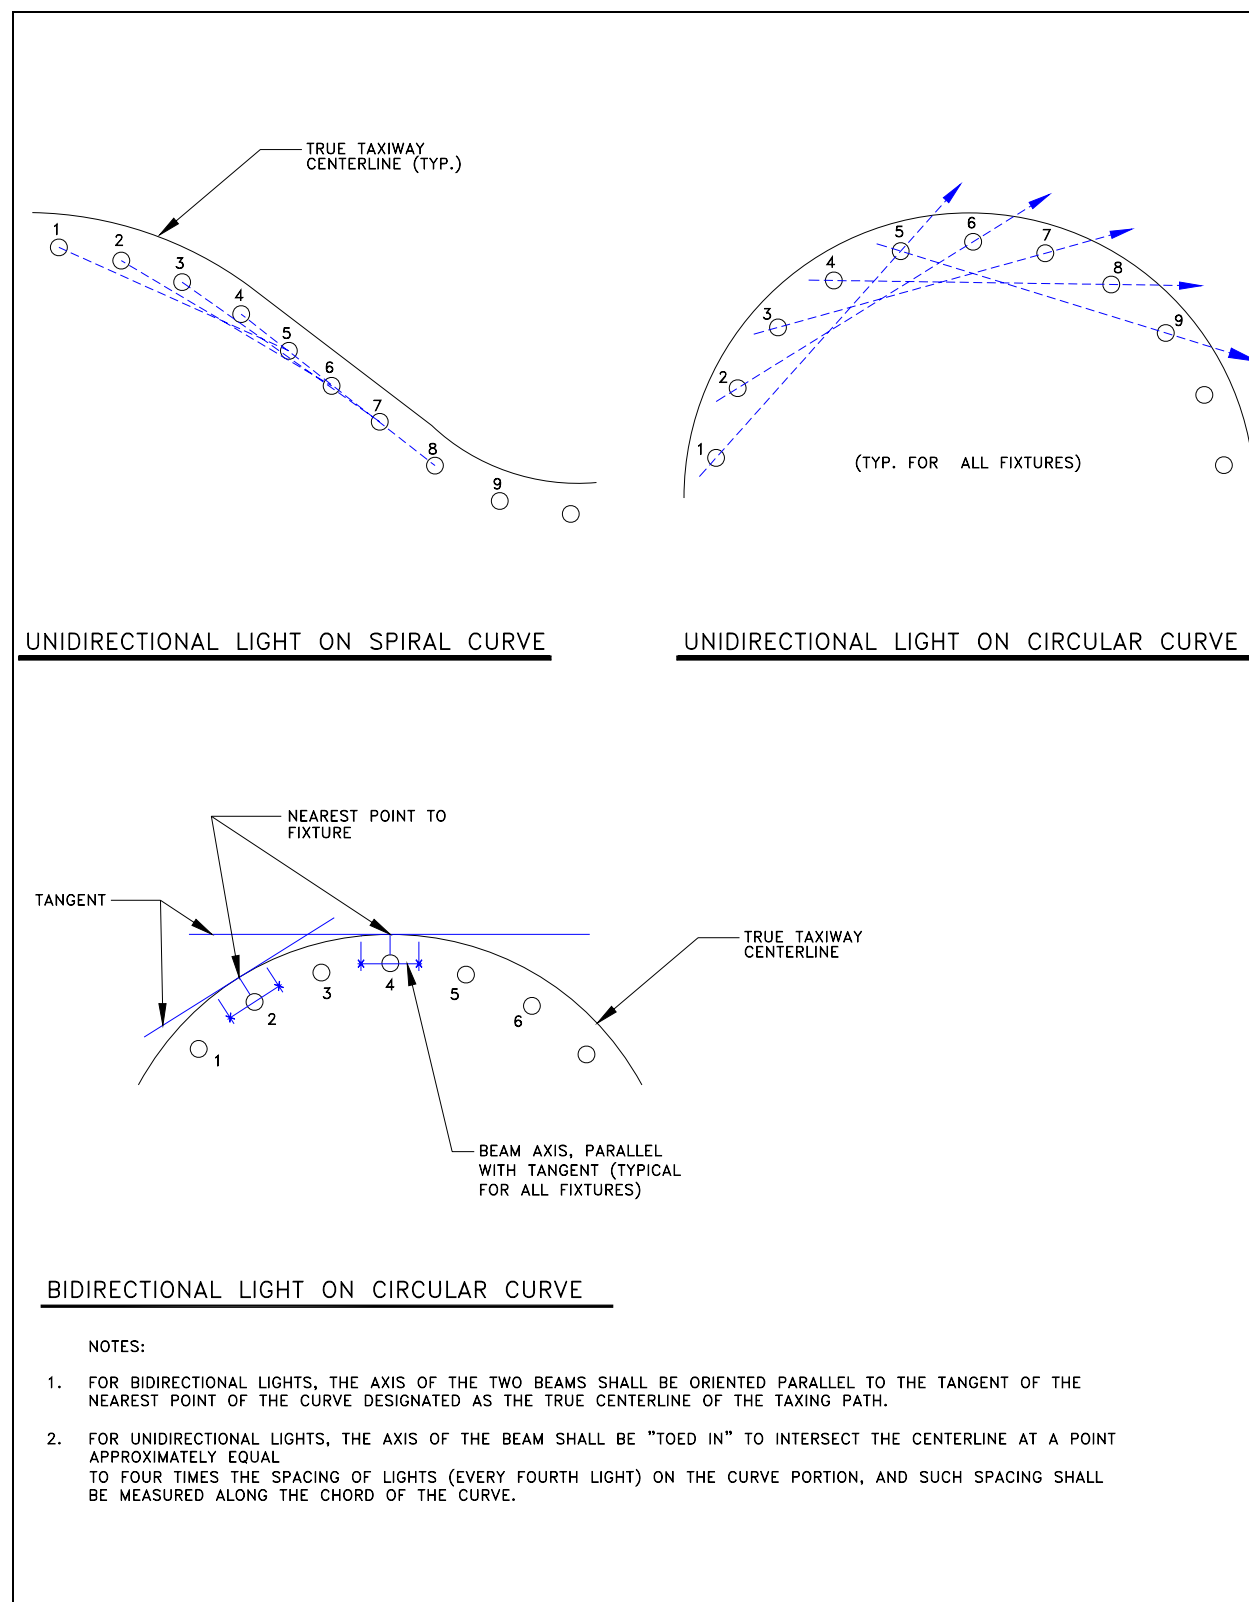 TRUE TAXIWAY
CENTERLINE (TYP.)
1
2
3
4
5
6
7
8
9
1
2
3
4
5
6
7
8
9
(TYP. FOR ALL FIXTURES)
UNIDIRECTIONAL LIGHT ON SPIRAL CURVE
UNIDIRECTIONAL LIGHT ON CIRCULAR CURVE
NEAREST POINT TO
FIXTURE
TANGENT
TRUE TAXIWAY
CENTERLINE
1
2
3
4
5
6
BEAM AXIS, PARALLEL
WITH TANGENT (TYPICAL
FOR ALL FIXTURES)
BIDIRECTIONAL LIGHT ON CIRCULAR CURVE
NOTES:
1. FOR BIDIRECTIONAL LIGHTS, THE AXIS OF THE TWO BEAMS SHALL BE ORIENTED PARALLEL TO THE TANGENT OF THE
NEAREST POINT OF THE CURVE DESIGNATED AS THE TRUE CENTERLINE OF THE TAXING PATH.
2. FOR UNIDIRECTIONAL LIGHTS, THE AXIS OF THE BEAM SHALL BE "TOED IN" TO INTERSECT THE CENTERLINE AT A POINT
APPROXIMATELY EQUAL
TO FOUR TIMES THE SPACING OF LIGHTS (EVERY FOURTH LIGHT) ON THE CURVE PORTION, AND SUCH SPACING SHALL
BE MEASURED ALONG THE CHORD OF THE CURVE.